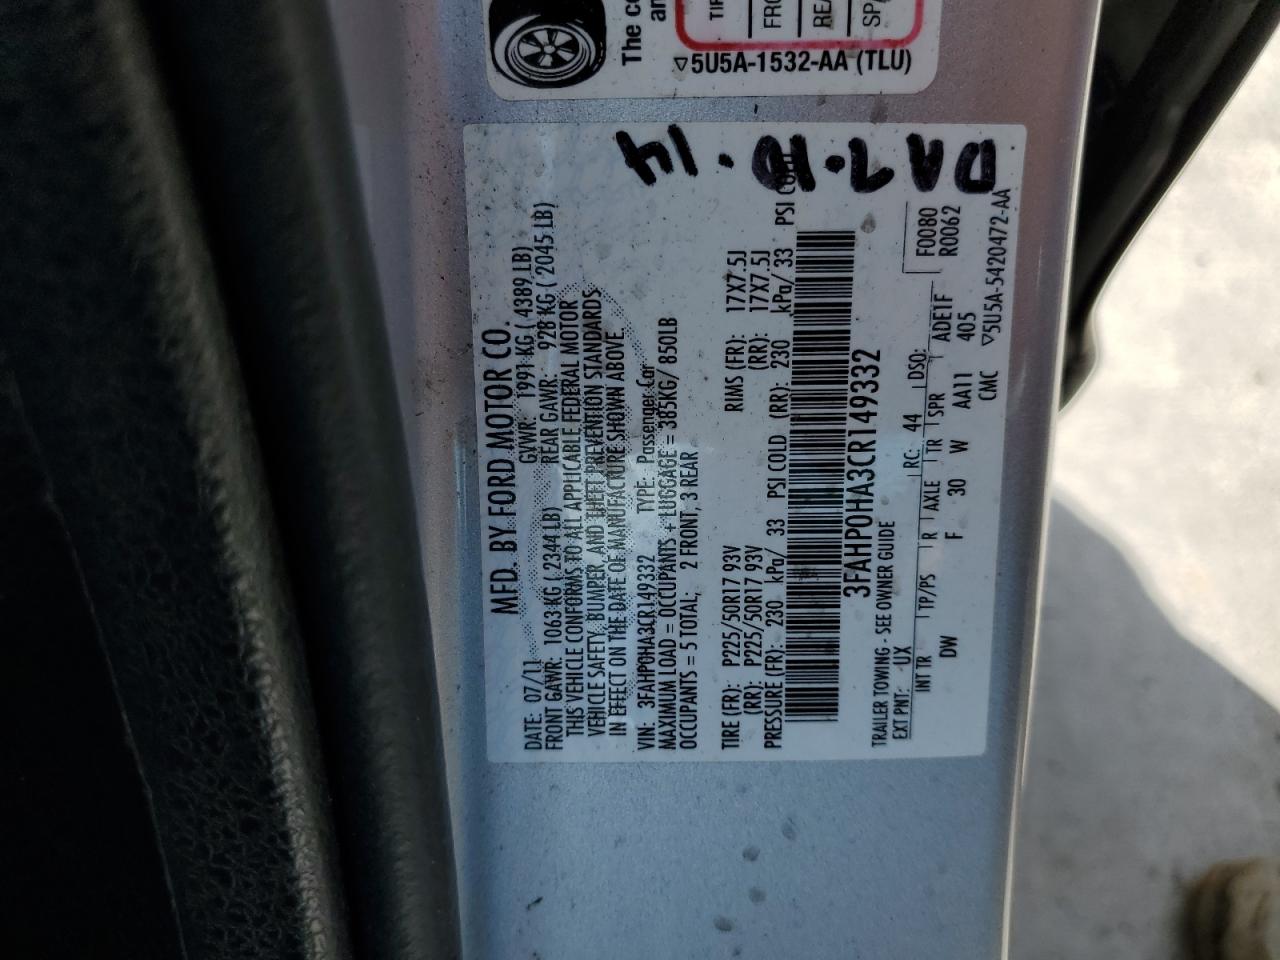 The
TIR
FRO
REA
SPA
▽5U5A-1532-AA (TLU)
MFD. BY FORD MOTOR CO.
DATE: 07/11 GVWR: 1991 KG ( 4389 LB)
FRONT GAWR: 1063 KG ( 2344 LB) REAR GAWR: 928 KG ( 2045 LB)
THIS VEHICLE CONFORMS TO ALL APPLICABLE FEDERAL MOTOR
VEHICLE SAFETY, BUMPER, AND THEFT PREVENTION STANDARDS
IN EFFECT ON THE DATE OF MANUFACTURE SHOWN ABOVE.
VIN: 3FAHP0HA3CR149332 TYPE: Passenger Car
MAXIMUM LOAD = OCCUPANTS + LUGGAGE = 385KG/ 850LB
OCCUPANTS = 5 TOTAL, 2 FRONT, 3 REAR
TIRE (FR): P225/50R17 93V RIMS (FR): 17X7.5J
(RR): P225/50R17 93V (RR): 17X7.5J
PRESSURE (FR): 230 kPa/ 33 PSI COLD (RR): 230 kPa/ 33 PSI COLD
3FAHP0HA3CR149332
TRAILER TOWING - SEE OWNER GUIDE
EXT PNT: UX RC: 44 DSO: F0080
INT TR TP/PS R AXLE TR SPR R0062
DW F 30 W AA11 ADE1F
405
CMC ▽5U5A-5420472-AA